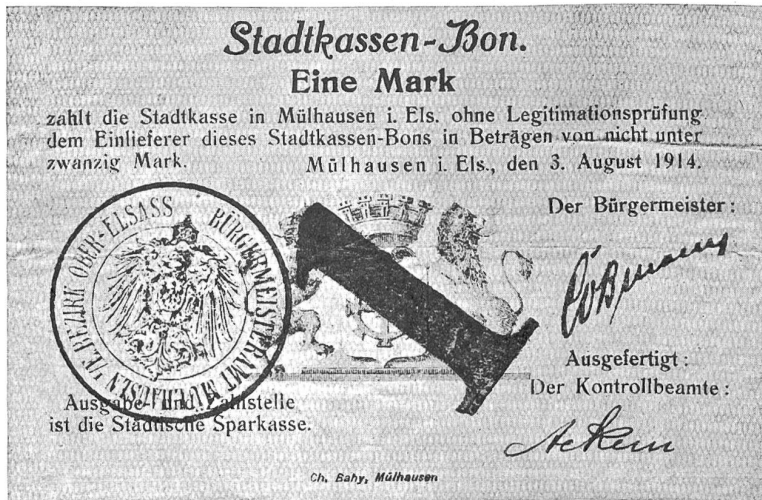 Stadtkassen-Bon.
Eine Mark
zahlt die Stadtkasse in Mülhausen i. Els. ohne Legitimationsprüfung
dem Einlieferer dieses Stadtkassen-Bons in Beträgen von nicht unter
zwanzig Mark. Mülhausen i. Els., den 3. August 1914.
Der Bürgermeister:
BÜRGERMEISTERAMT MÜLHAUSEN I/E. BEZIRK OBER-ELSASS
1
Ausgefertigt:
Der Kontrollbeamte:
Ausgabe- und Zahlstelle
ist die Städtische Sparkasse.
Ch. Bahy, Mülhausen